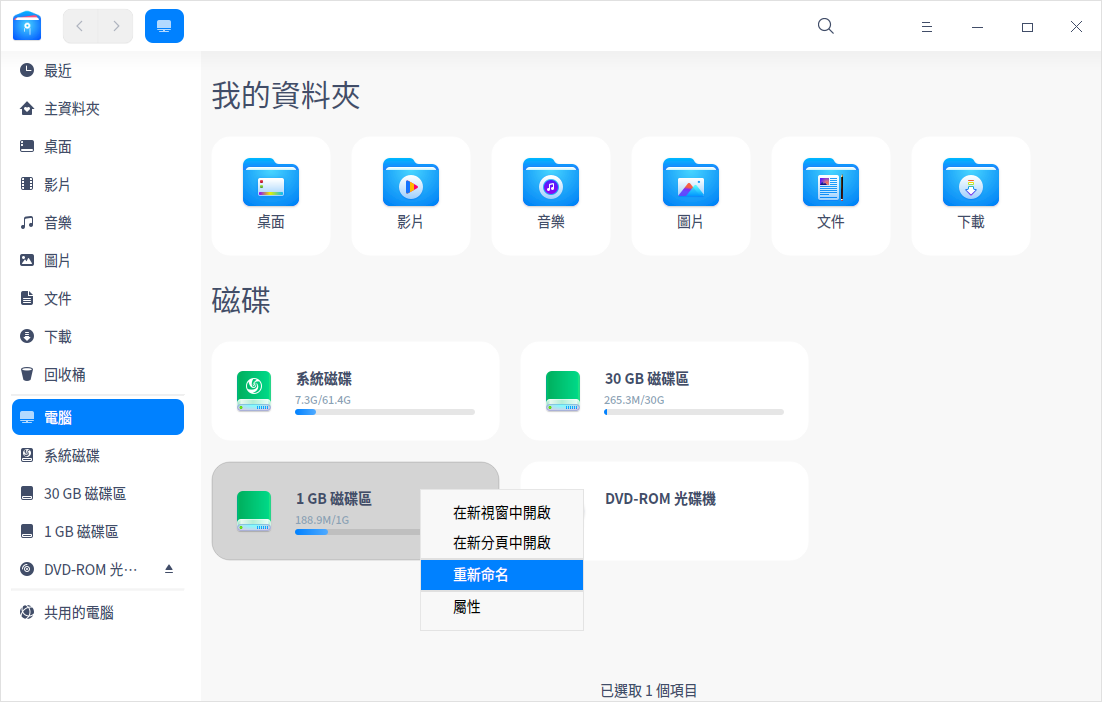 最近
主資料夾
桌面
影片
音樂
圖片
文件
下載
回收桶
電腦
系統磁碟
30 GB 磁碟區
1 GB 磁碟區
DVD-ROM 光…
共用的電腦
我的資料夾
桌面
影片
音樂
圖片
文件
下載
磁碟
系統磁碟
7.3G/61.4G
30 GB 磁碟區
265.3M/30G
1 GB 磁碟區
188.9M/1G
DVD-ROM 光碟機
在新視窗中開啟
在新分頁中開啟
重新命名
屬性
已選取 1 個項目